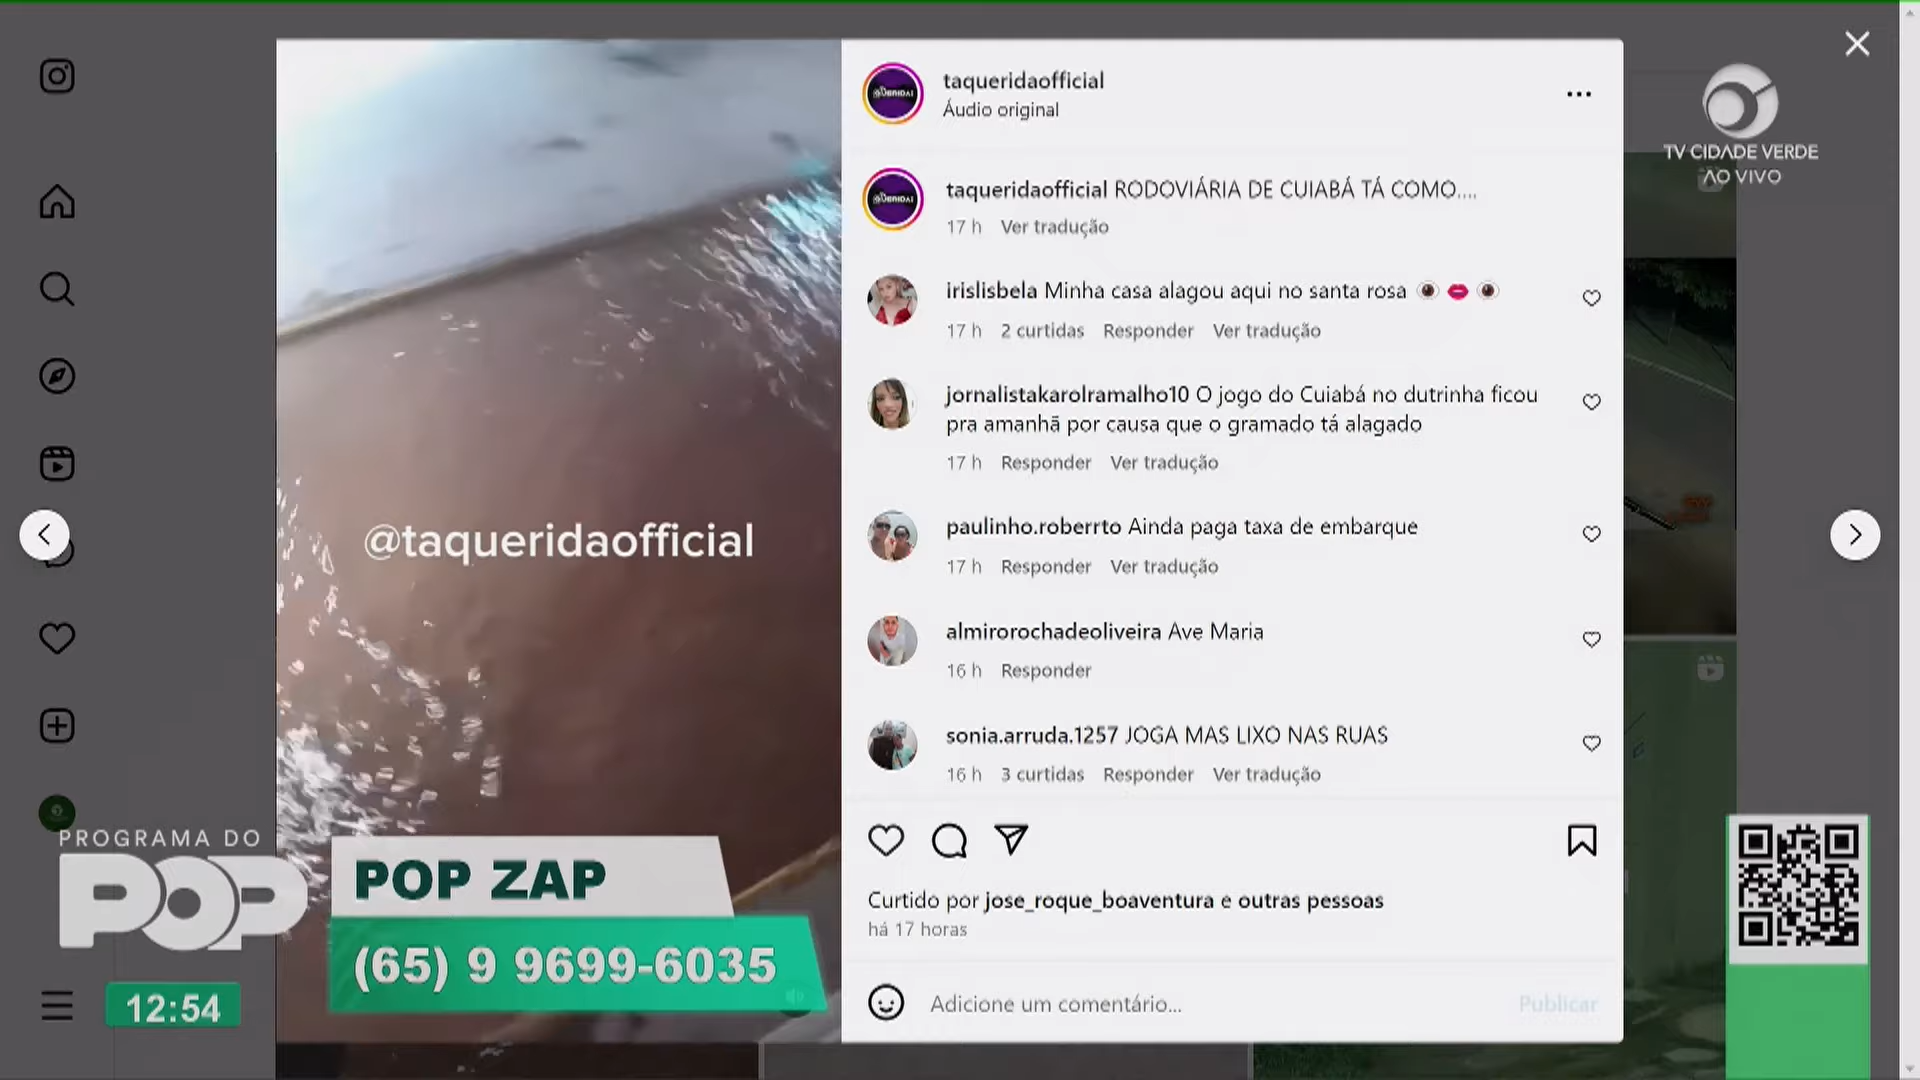 taqueridaofficial
Áudio original
TV CIDADE VERDE
AO VIVO
taqueridaofficial RODOVIÁRIA DE CUIABÁ TÁ COMO....
17 h Ver tradução
irislisbela Minha casa alagou aqui no santa rosa 👁️👄👁️
17 h 2 curtidas Responder Ver tradução
jornalistakarolramalho10 O jogo do Cuiabá no dutrinha ficou
pra amanhã por causa que o gramado tá alagado
17 h Responder Ver tradução
@taqueridaofficial
paulinho.roberrto Ainda paga taxa de embarque
17 h Responder Ver tradução
almirorochadeoliveira Ave Maria
16 h Responder
sonia.arruda.1257 JOGA MAS LIXO NAS RUAS
16 h 3 curtidas Responder Ver tradução
Curtido por jose_roque_boaventura e outras pessoas
há 17 horas
Adicione um comentário...
Publicar
PROGRAMA DO
POP
POP ZAP
(65) 9 9699-6035
12:54